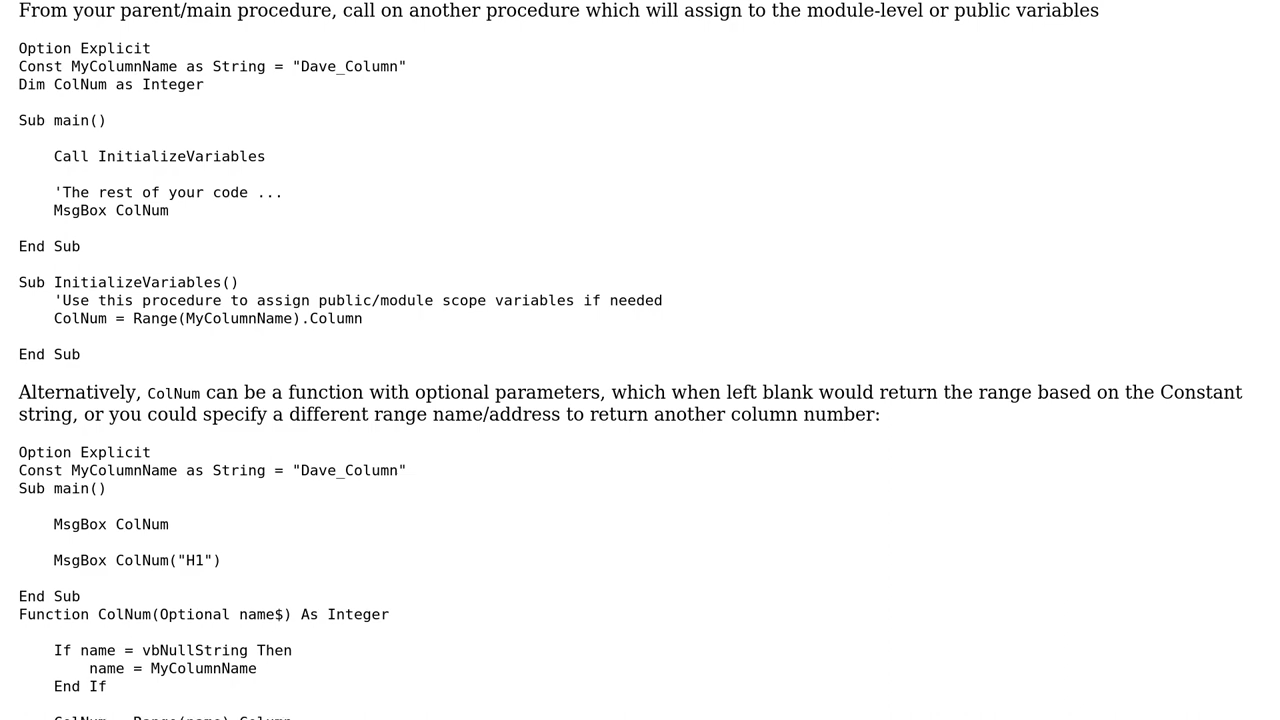 From your parent/main procedure, call on another procedure which will assign to the module-level or public variables
Option Explicit
Const MyColumnName as String = "Dave_Column"
Dim ColNum as Integer
Sub main()
    Call InitializeVariables
    'The rest of your code ...
    MsgBox ColNum
End Sub
Sub InitializeVariables()
    'Use this procedure to assign public/module scope variables if needed
    ColNum = Range(MyColumnName).Column
End Sub
Alternatively, ColNum can be a function with optional parameters, which when left blank would return the range based on the Constant
string, or you could specify a different range name/address to return another column number:
Option Explicit
Const MyColumnName as String = "Dave_Column"
Sub main()
    MsgBox ColNum
    MsgBox ColNum("H1")
End Sub
Function ColNum(Optional name$) As Integer
    If name = vbNullString Then
        name = MyColumnName
    End If
    ColNum = Range(name).Column